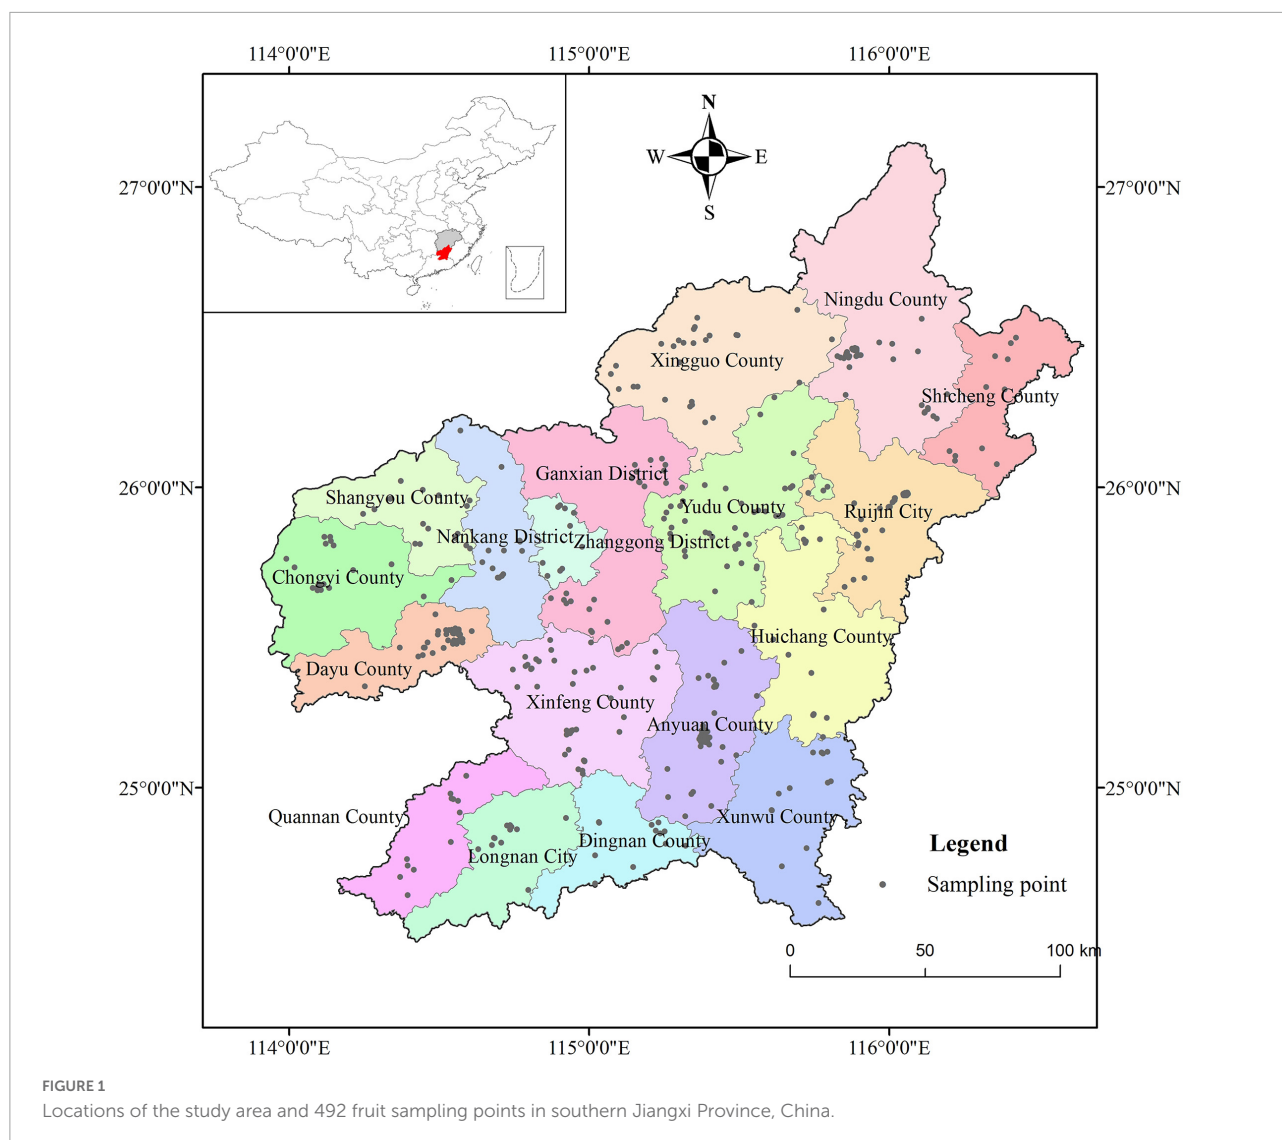 114°0'0"E
115°0'0"E
116°0'0"E
N
W
E
S
27°0'0"N
27°0'0"N
Ningdu County
Xingguo County
Shicheng County
Ganxian District
26°0'0"N
26°0'0"N
Shangyou County
Yudu County
Ruijin City
Nankang District
Zhanggong District
Chongyi County
Huichang County
Dayu County
Xinfeng County
Anyuan County
25°0'0"N
25°0'0"N
Quannan County
Xunwu County
Dingnan County
Longnan City
Legend
Sampling point
0
50
100 km
114°0'0"E
115°0'0"E
116°0'0"E
FIGURE 1
Locations of the study area and 492 fruit sampling points in southern Jiangxi Province, China.